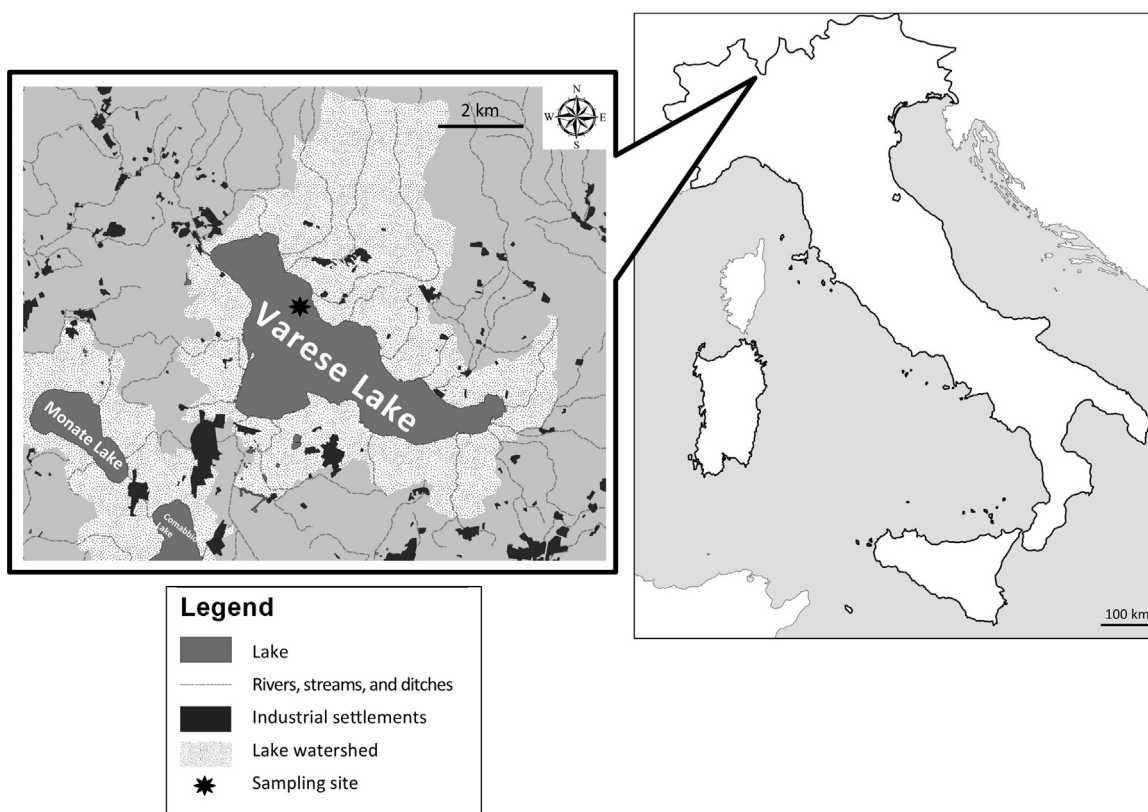 N
W E
S
2 km
Varese Lake
Monate Lake
Comabbio
Lake
100 km
Legend
Lake
Rivers, streams, and ditches
Industrial settlements
Lake watershed
Sampling site